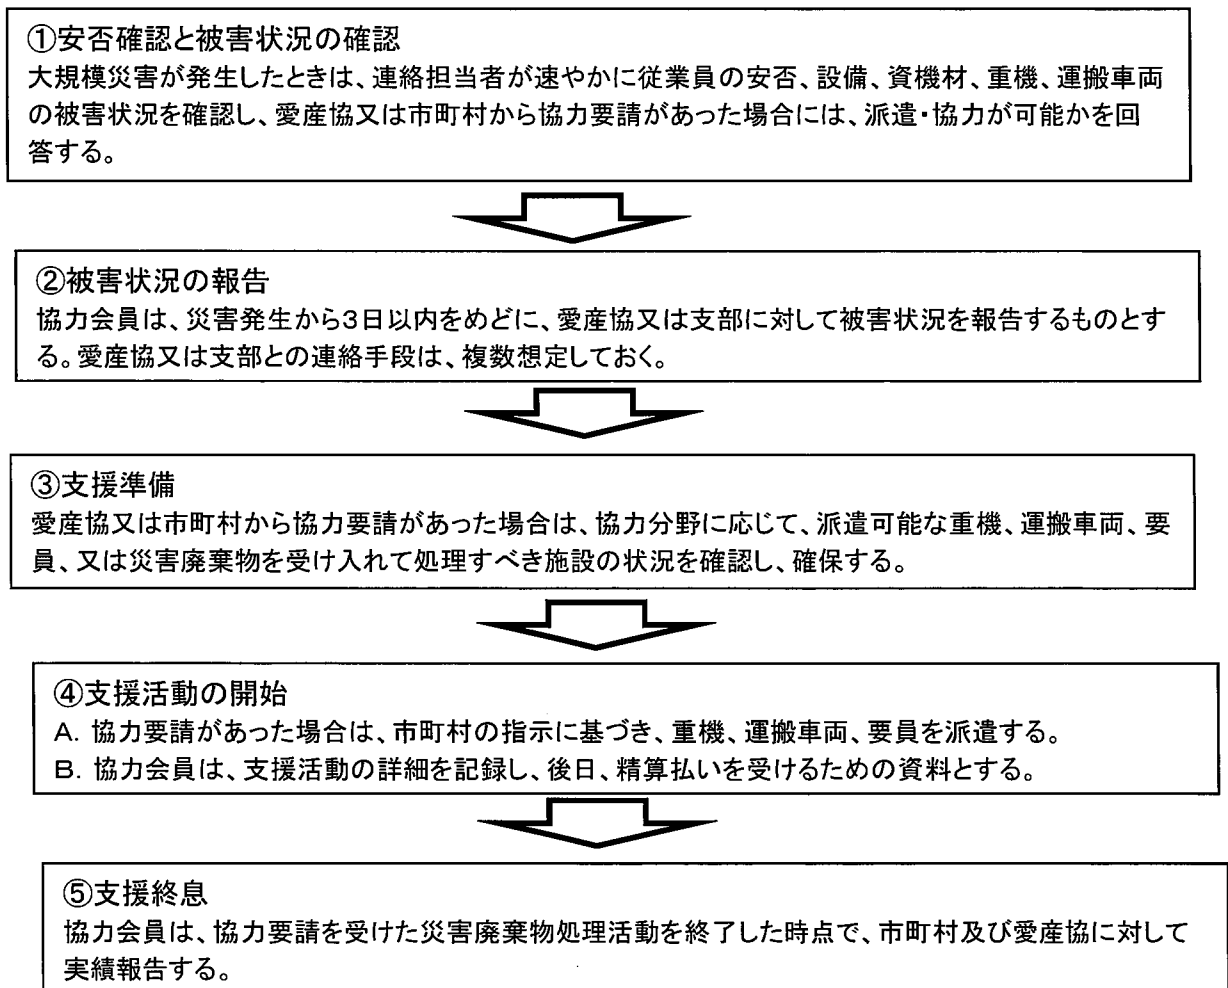 ①安否確認と被害状況の確認
大規模災害が発生したときは、連絡担当者が速やかに従業員の安否、設備、資機材、重機、運搬車両
の被害状況を確認し、愛産協又は市町村から協力要請があった場合には、派遣・協力が可能かを回
答する。
②被害状況の報告
協力会員は、災害発生から3日以内をめどに、愛産協又は支部に対して被害状況を報告するものとす
る。愛産協又は支部との連絡手段は、複数想定しておく。
③支援準備
愛産協又は市町村から協力要請があった場合は、協力分野に応じて、派遣可能な重機、運搬車両、要
員、又は災害廃棄物を受け入れて処理すべき施設の状況を確認し、確保する。
④支援活動の開始
A. 協力要請があった場合は、市町村の指示に基づき、重機、運搬車両、要員を派遣する。
B. 協力会員は、支援活動の詳細を記録し、後日、精算払いを受けるための資料とする。
⑤支援終息
協力会員は、協力要請を受けた災害廃棄物処理活動を終了した時点で、市町村及び愛産協に対して
実績報告する。